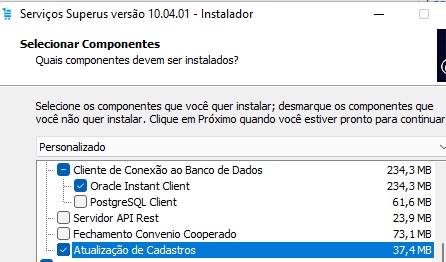 Serviços Superus versão 10.04.01 - Instalador
Selecionar Componentes
Quais componentes devem ser instalados?
Selecione os componentes que você quer instalar; desmarque os componentes que
você não quer instalar. Clique em Próximo quando você estiver pronto para continuar
Personalizado
Cliente de Conexão ao Banco de Dados 234,3 MB
Oracle Instant Client 234,3 MB
PostgreSQL Client 61,6 MB
Servidor API Rest 23,9 MB
Fechamento Convenio Cooperado 73,1 MB
Atualização de Cadastros 37,4 MB